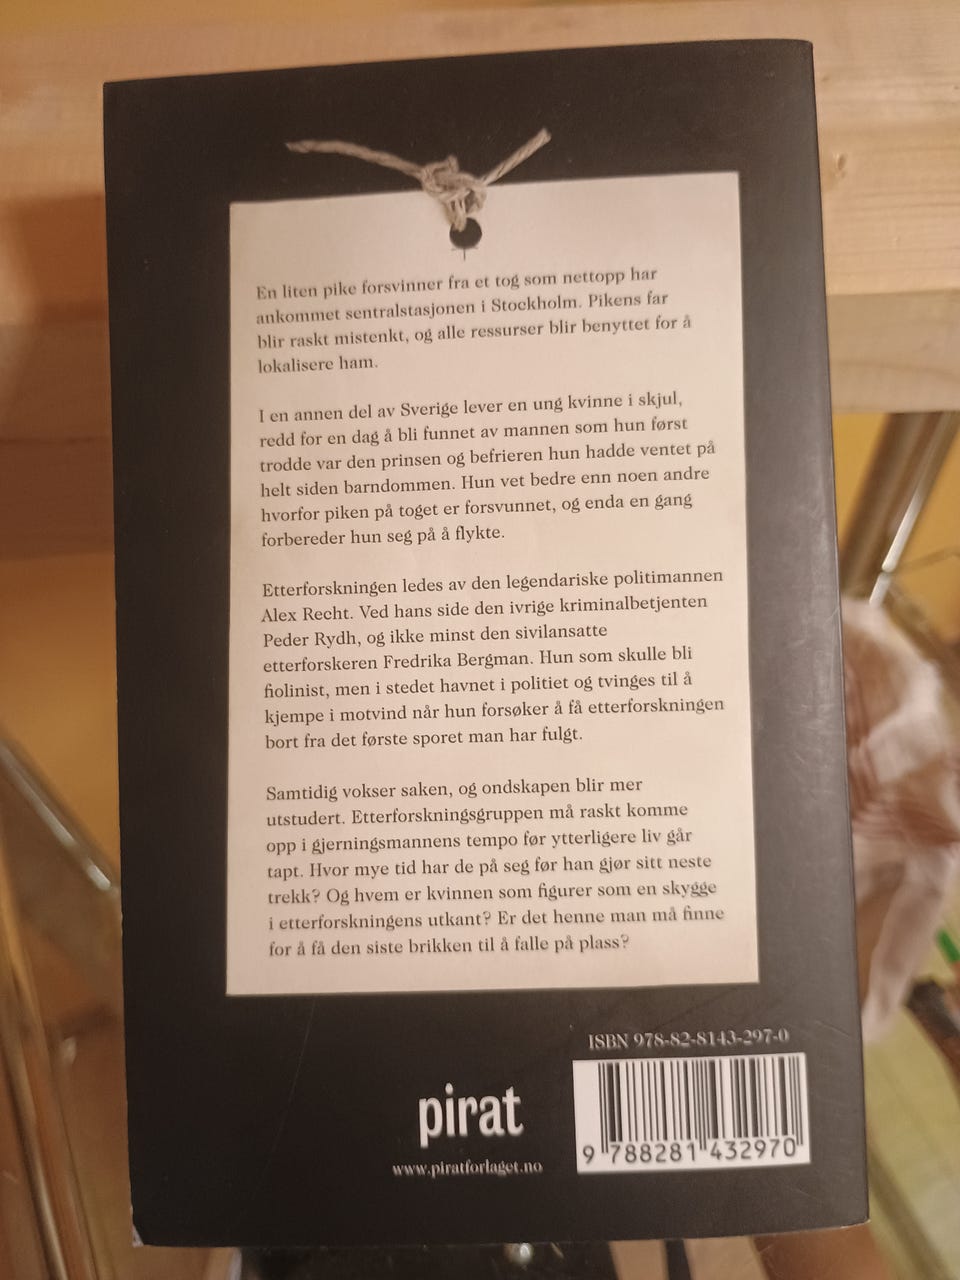 En liten pike forsvinner fra et tog som nettopp har
ankommet sentralstasjonen i Stockholm. Pikens far
blir raskt mistenkt, og alle ressurser blir benyttet for å
lokalisere ham.
I en annen del av Sverige lever en ung kvinne i skjul,
redd for en dag å bli funnet av mannen som hun først
trodde var den prinsen og befrieren hun hadde ventet på
helt siden barndommen. Hun vet bedre enn noen andre
hvorfor piken på toget er forsvunnet, og enda en gang
forbereder hun seg på å flykte.
Etterforskningen ledes av den legendariske politimannen
Alex Recht. Ved hans side den ivrige kriminalbetjenten
Peder Rydh, og ikke minst den sivilansatte
etterforskeren Fredrika Bergman. Hun som skulle bli
fiolinist, men i stedet havnet i politiet og tvinges til å
kjempe i motvind når hun forsøker å få etterforskningen
bort fra det første sporet man har fulgt.
Samtidig vokser saken, og ondskapen blir mer
utstudert. Etterforskningsgruppen må raskt komme
opp i gjerningsmannens tempo før ytterligere liv går
tapt. Hvor mye tid har de på seg før han gjør sitt neste
trekk? Og hvem er kvinnen som figurer som en skygge
i etterforskningens utkant? Er det henne man må finne
for å få den siste brikken til å falle på plass?
ISBN 978-82-8143-297-0
pirat
www.piratforlaget.no
9 788281 432970